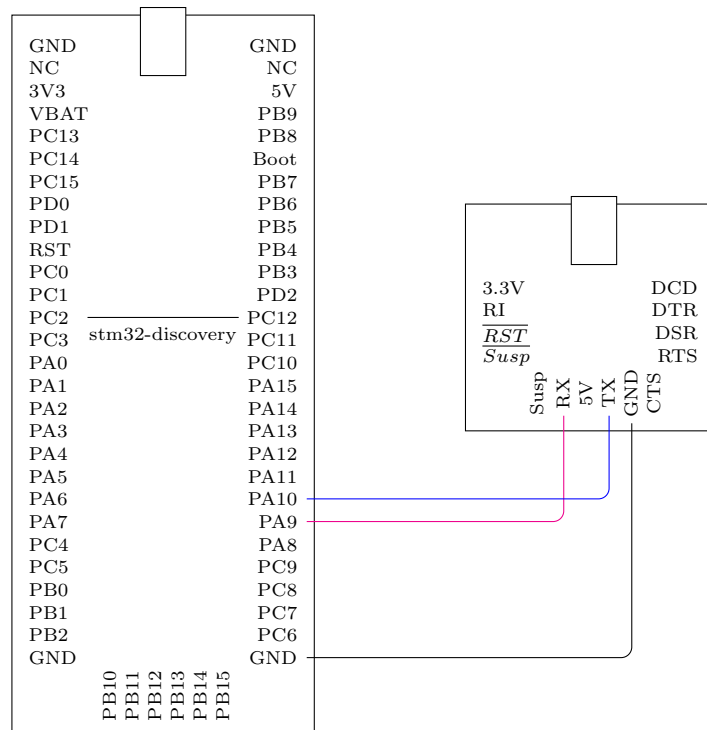 GND GND
NC NC
3V3 5V
VBAT PB9
PC13 PB8
PC14 Boot
PC15 PB7
PD0 PB6
PD1 PB5
RST PB4
PC0 PB3
PC1 PD2
PC2 PC12
stm32-discovery
PC3 PC11
PA0 PC10
PA1 PA15
PA2 PA14
PA3 PA13
PA4 PA12
PA5 PA11
PA6 PA10
PA7 PA9
PC4 PA8
PC5 PC9
PB0 PC8
PB1 PC7
PB2 PC6
GND GND
PB10
PB11
PB12
PB13
PB14
PB15
3.3V DCD
RI DTR
RST DSR
Susp RTS
Susp
RX
5V
TX
GND
CTS